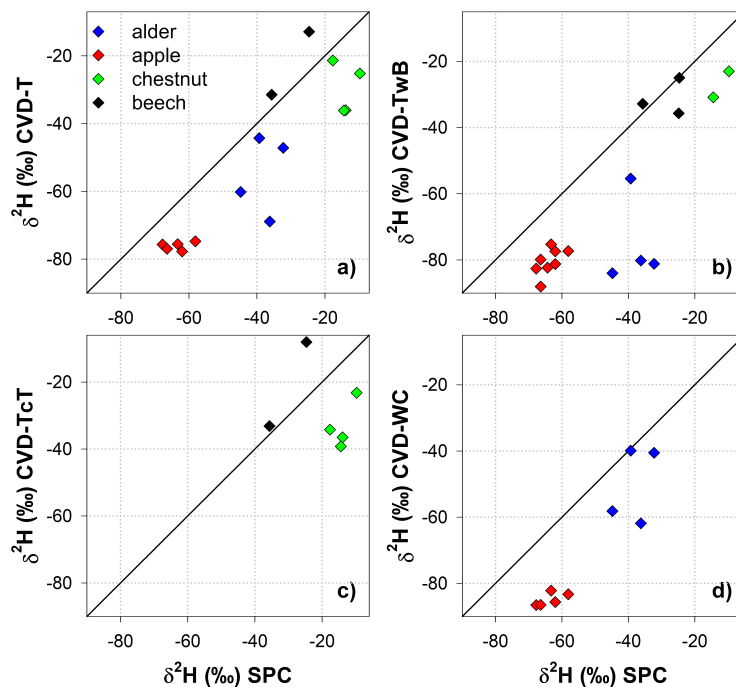 alder
apple
chestnut
beech
δ²H (‰) CVD-T
-20
-40
-60
-80
-80 -60 -40 -20
a)
δ²H (‰) CVD-TwB
-20
-40
-60
-80
-80 -60 -40 -20
b)
δ²H (‰) CVD-TcT
-20
-40
-60
-80
-80 -60 -40 -20
c)
δ²H (‰) SPC
δ²H (‰) CVD-WC
-20
-40
-60
-80
-80 -60 -40 -20
d)
δ²H (‰) SPC